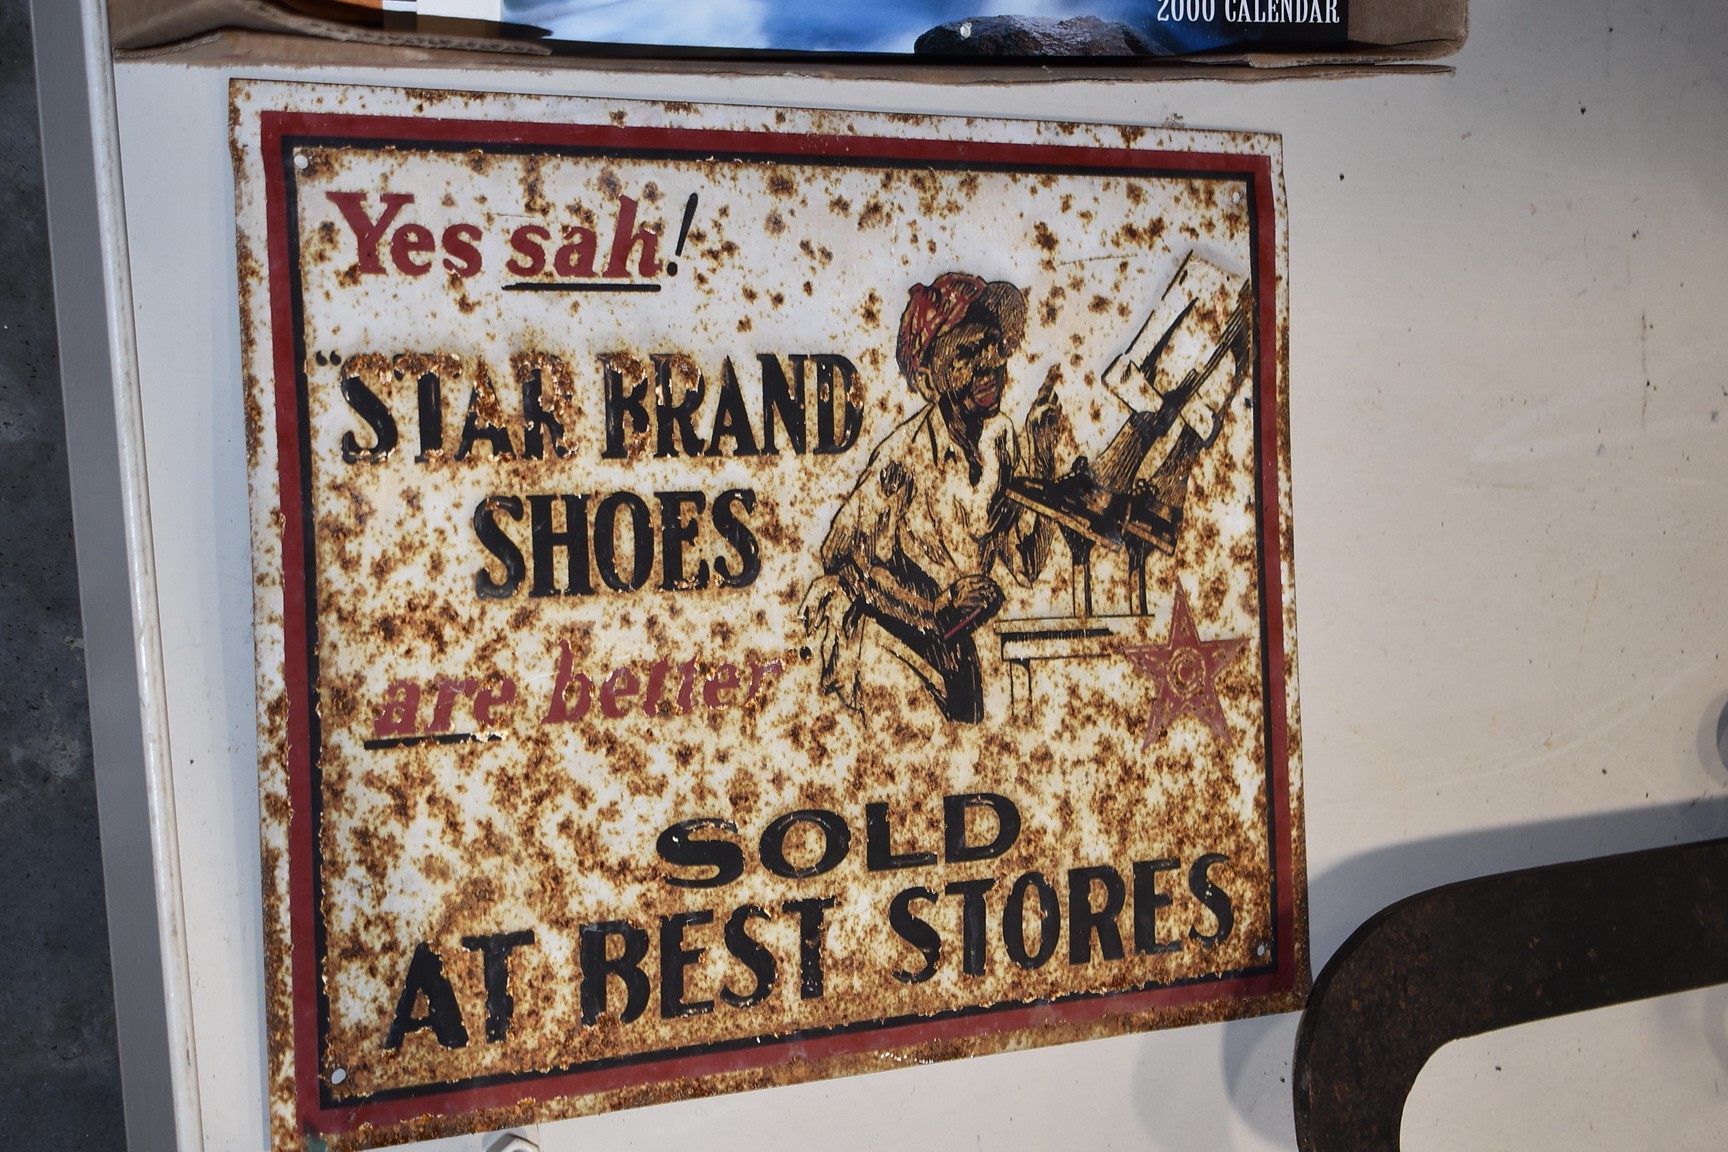 2000 CALENDAR
Yes sah!
"STAR BRAND
SHOES
are better"
SOLD
AT BEST STORES